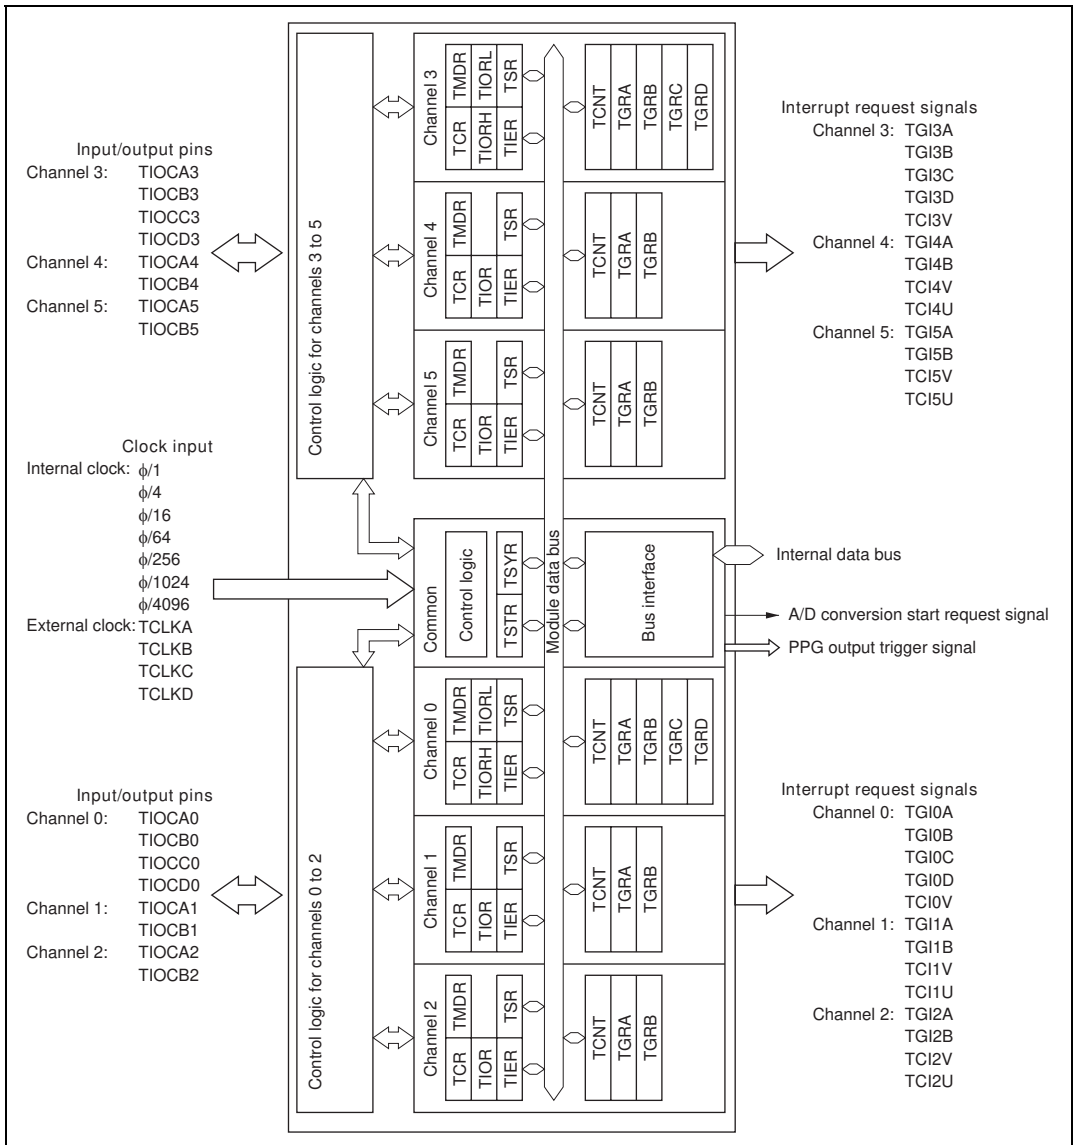 Input/output pins
Channel 3: TIOCA3
TIOCB3
TIOCC3
TIOCD3
Channel 4: TIOCA4
TIOCB4
Channel 5: TIOCA5
TIOCB5
Clock input
Internal clock: ϕ/1
ϕ/4
ϕ/16
ϕ/64
ϕ/256
ϕ/1024
ϕ/4096
External clock: TCLKA
TCLKB
TCLKC
TCLKD
Input/output pins
Channel 0: TIOCA0
TIOCB0
TIOCC0
TIOCD0
Channel 1: TIOCA1
TIOCB1
Channel 2: TIOCA2
TIOCB2
Control logic for channels 3 to 5
Control logic for channels 0 to 2
Channel 3
TCR
TMDR
TIORH
TIORL
TIER
TSR
TCNT
TGRA
TGRB
TGRC
TGRD
Channel 4
TCR
TMDR
TIOR
TIER
TSR
TCNT
TGRA
TGRB
Channel 5
TCR
TMDR
TIOR
TIER
TSR
TCNT
TGRA
TGRB
Common
Control logic
TSTR
TSYR
Module data bus
Bus interface
Channel 0
TCR
TMDR
TIORH
TIORL
TIER
TSR
TCNT
TGRA
TGRB
TGRC
TGRD
Channel 1
TCR
TMDR
TIOR
TIER
TSR
TCNT
TGRA
TGRB
Channel 2
TCR
TMDR
TIOR
TIER
TSR
TCNT
TGRA
TGRB
Interrupt request signals
Channel 3: TGI3A
TGI3B
TGI3C
TGI3D
TCI3V
Channel 4: TGI4A
TGI4B
TCI4V
TCI4U
Channel 5: TGI5A
TGI5B
TCI5V
TCI5U
Internal data bus
A/D conversion start request signal
PPG output trigger signal
Interrupt request signals
Channel 0: TGI0A
TGI0B
TGI0C
TGI0D
TCI0V
Channel 1: TGI1A
TGI1B
TCI1V
TCI1U
Channel 2: TGI2A
TGI2B
TCI2V
TCI2U